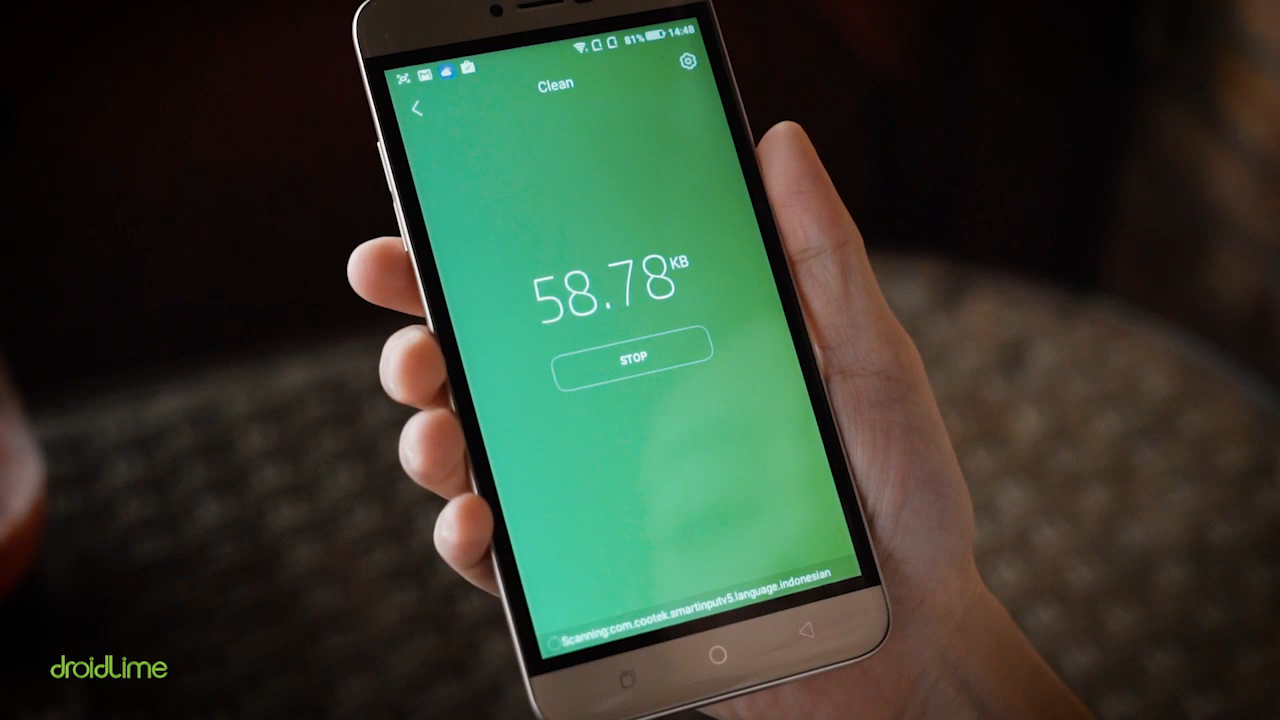 81% 14:48
Clean
58.78 KB
STOP
Scanning:com.cootek.smartinputv5.language.indonesian
droidlime